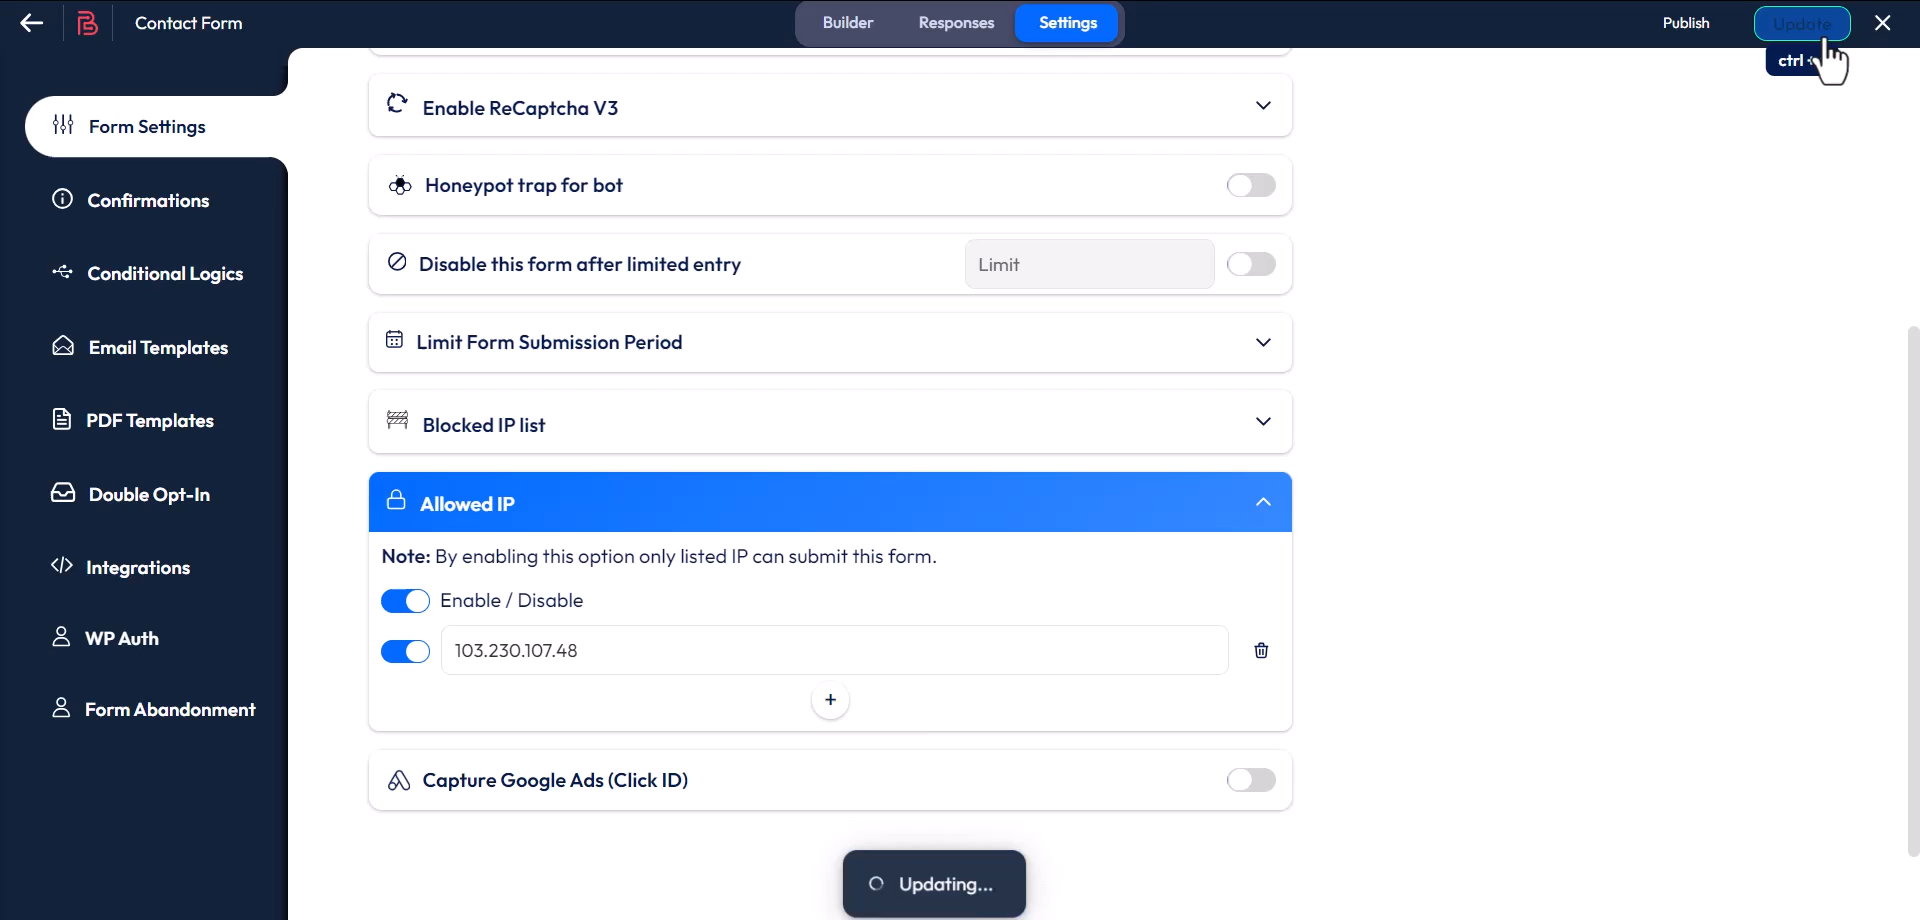 Contact Form
Builder
Responses
Settings
Publish
Update
ctrl
Form Settings
Confirmations
Conditional Logics
Email Templates
PDF Templates
Double Opt-In
Integrations
WP Auth
Form Abandonment
Enable ReCaptcha V3
Honeypot trap for bot
Disable this form after limited entry
Limit
Limit Form Submission Period
Blocked IP list
Allowed IP
Note: By enabling this option only listed IP can submit this form.
Enable / Disable
103.230.107.48
+
Capture Google Ads (Click ID)
Updating...